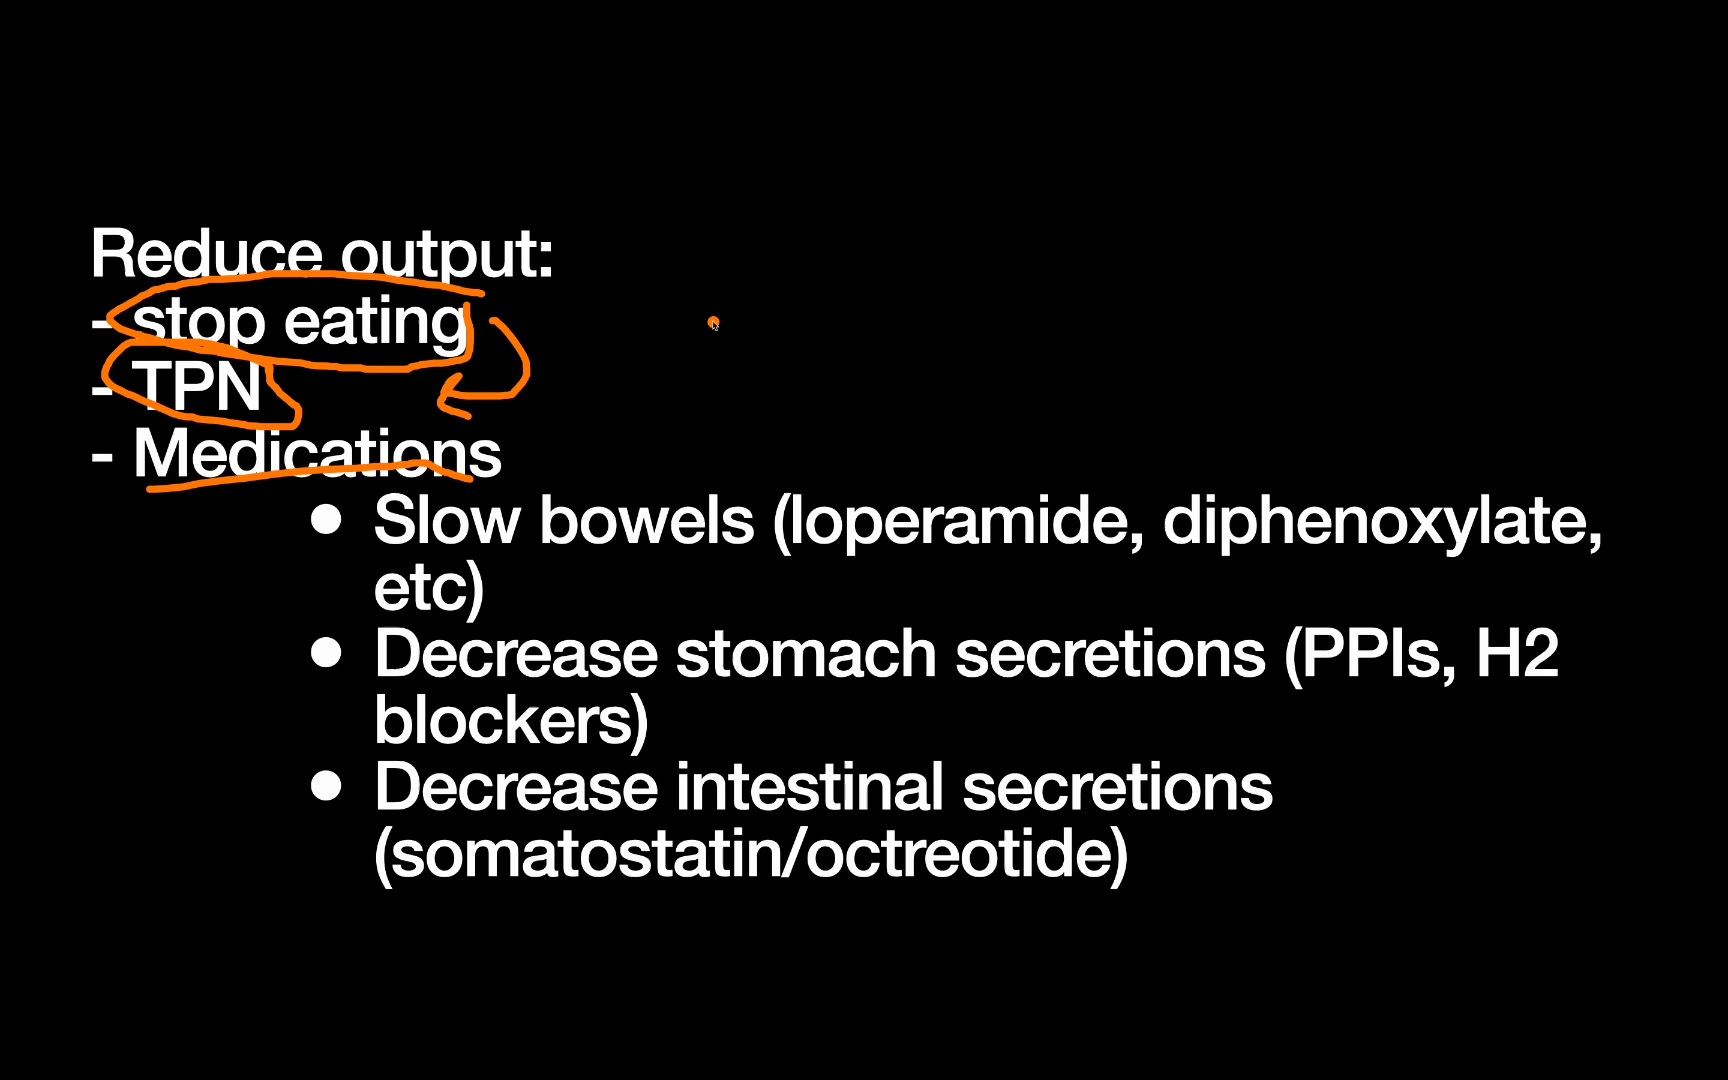 Reduce output:
- stop eating
- TPN
- Medications
● Slow bowels (loperamide, diphenoxylate,
etc)
● Decrease stomach secretions (PPIs, H2
blockers)
● Decrease intestinal secretions
(somatostatin/octreotide)